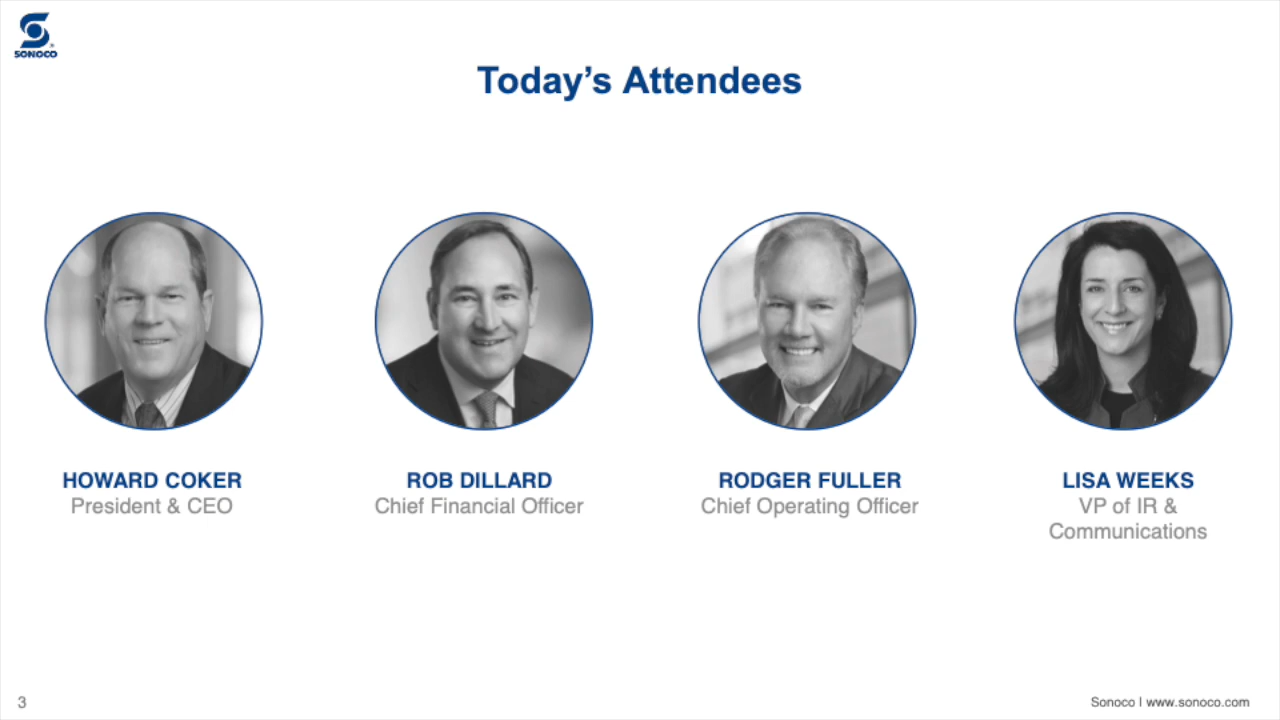 SONOCO
Today's Attendees
HOWARD COKER
President & CEO
ROB DILLARD
Chief Financial Officer
RODGER FULLER
Chief Operating Officer
LISA WEEKS
VP of IR &
Communications
3
Sonoco | www.sonoco.com